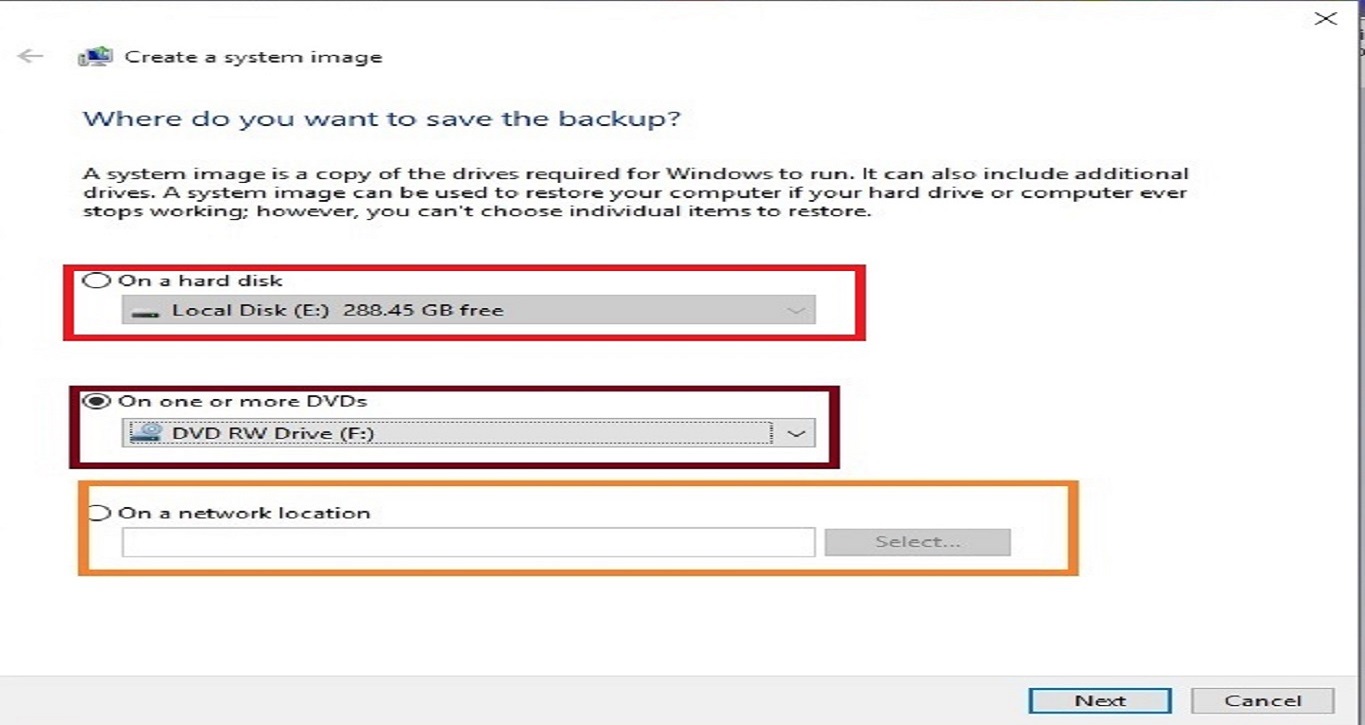 Create a system image
Where do you want to save the backup?
A system image is a copy of the drives required for Windows to run. It can also include additional
drives. A system image can be used to restore your computer if your hard drive or computer ever
stops working; however, you can't choose individual items to restore.
On a hard disk
Local Disk (E:) 288.45 GB free
On one or more DVDs
DVD RW Drive (F:)
On a network location
Select...
Next
Cancel